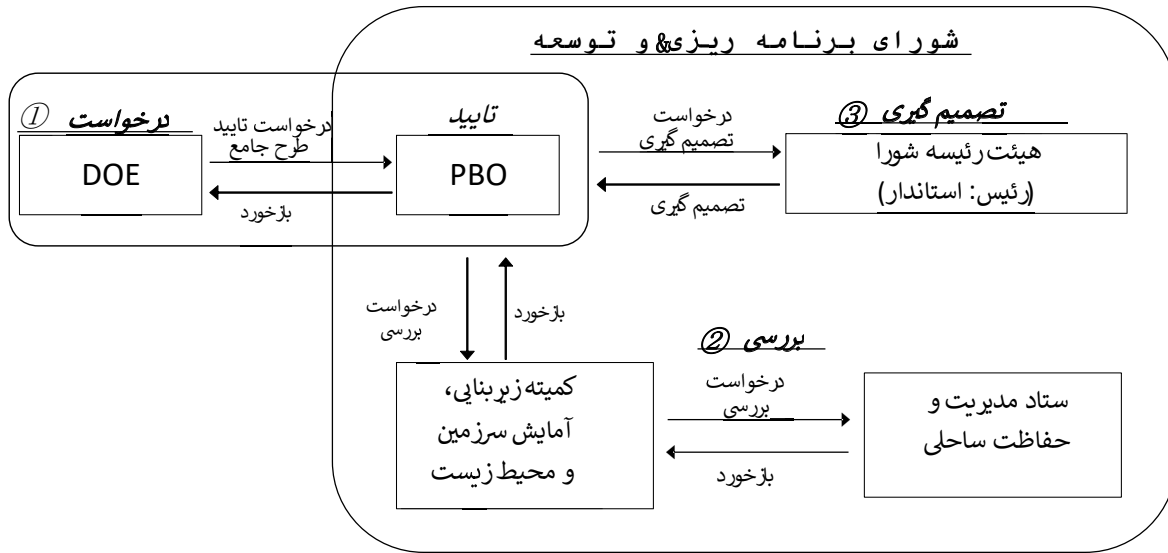 شورای برنامه ریزی& و توسعه
درخواست ①
DOE
درخواست تایید
طرح جامع
بازخورد
تایید
PBO
درخواست
تصمیم گیری
تصمیم گیری
تصمیم گیری ③
هیئت رئیسه شورا
(رئیس: استاندار)
درخواست
بررسی
بازخورد
کمیته زیربنایی،
آمایش سرزمین
و محیط زیست
بررسی ②
درخواست
بررسی
بازخورد
ستاد مدیریت و
حفاظت ساحلی